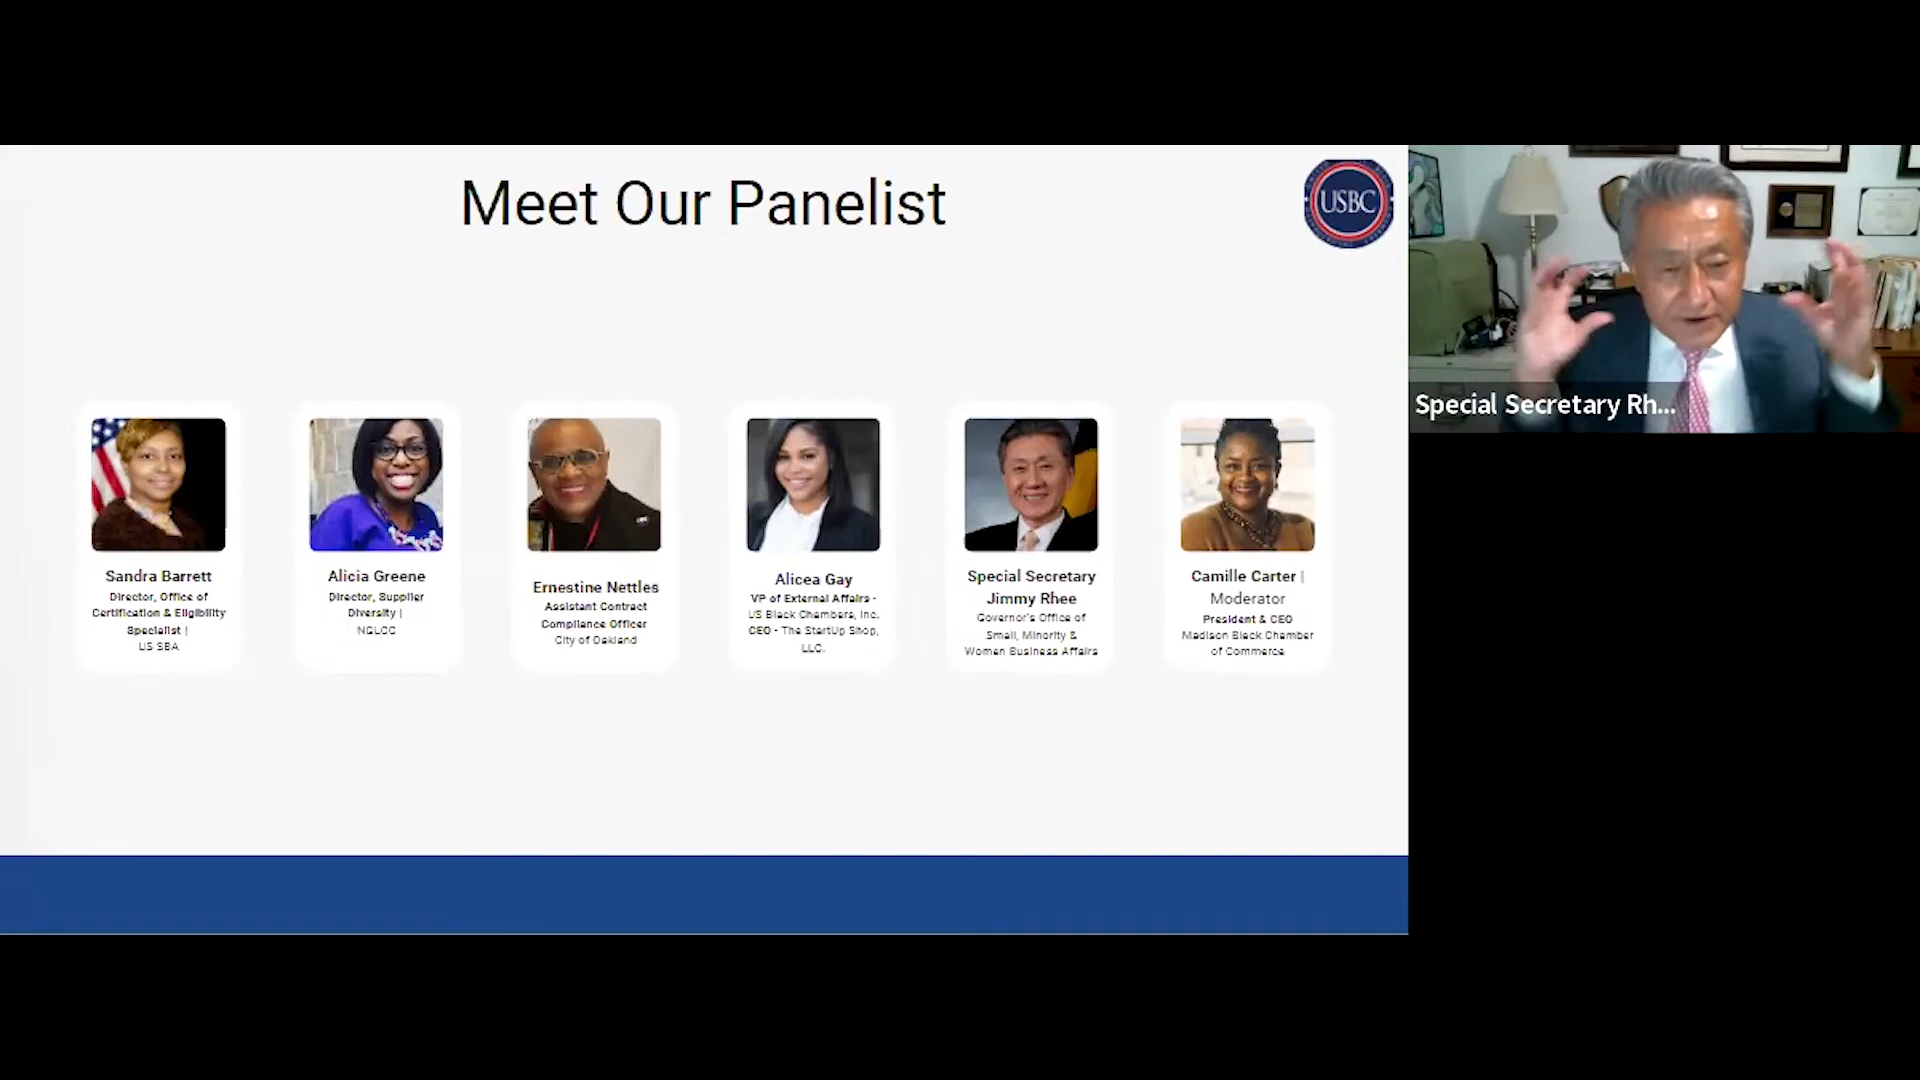 Meet Our Panelist
USBC
Special Secretary Rh...
Sandra Barrett
Director, Office of
Certification & Eligibility
Specialist |
US SBA
Alicia Greene
Director, Supplier
Diversity |
NGLCC
Ernestine Nettles
Assistant Contract
Compliance Officer
City of Oakland
Alicea Gay
VP of External Affairs -
US Black Chambers, Inc.
CEO - The StartUp Shop,
LLC.
Special Secretary
Jimmy Rhee
Governor's Office of
Small, Minority &
Women Business Affairs
Camille Carter |
Moderator
President & CEO
Madison Black Chamber
of Commerce